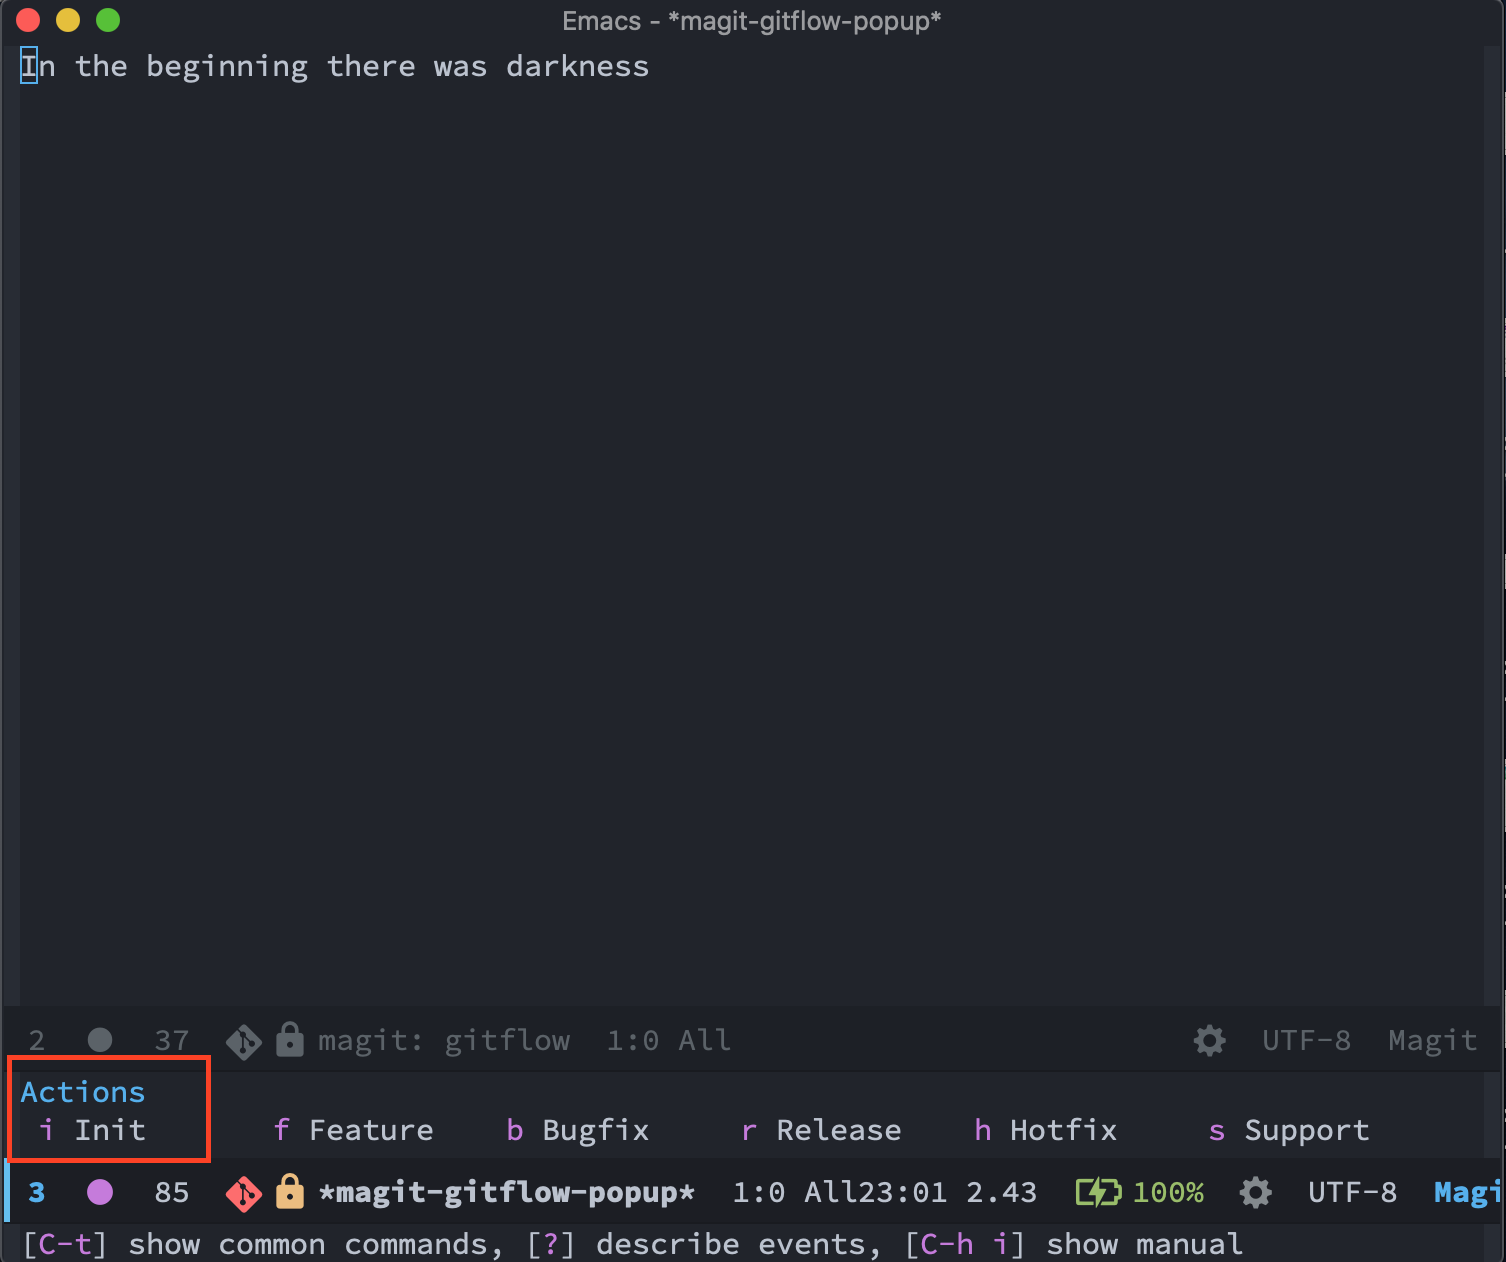 Emacs - *magit-gitflow-popup*
In the beginning there was darkness
2 37 magit: gitflow 1:0 All UTF-8 Magit
Actions
i Init f Feature b Bugfix r Release h Hotfix s Support
3 85 *magit-gitflow-popup* 1:0 All23:01 2.43 100% UTF-8 Magi
[C-t] show common commands, [?] describe events, [C-h i] show manual